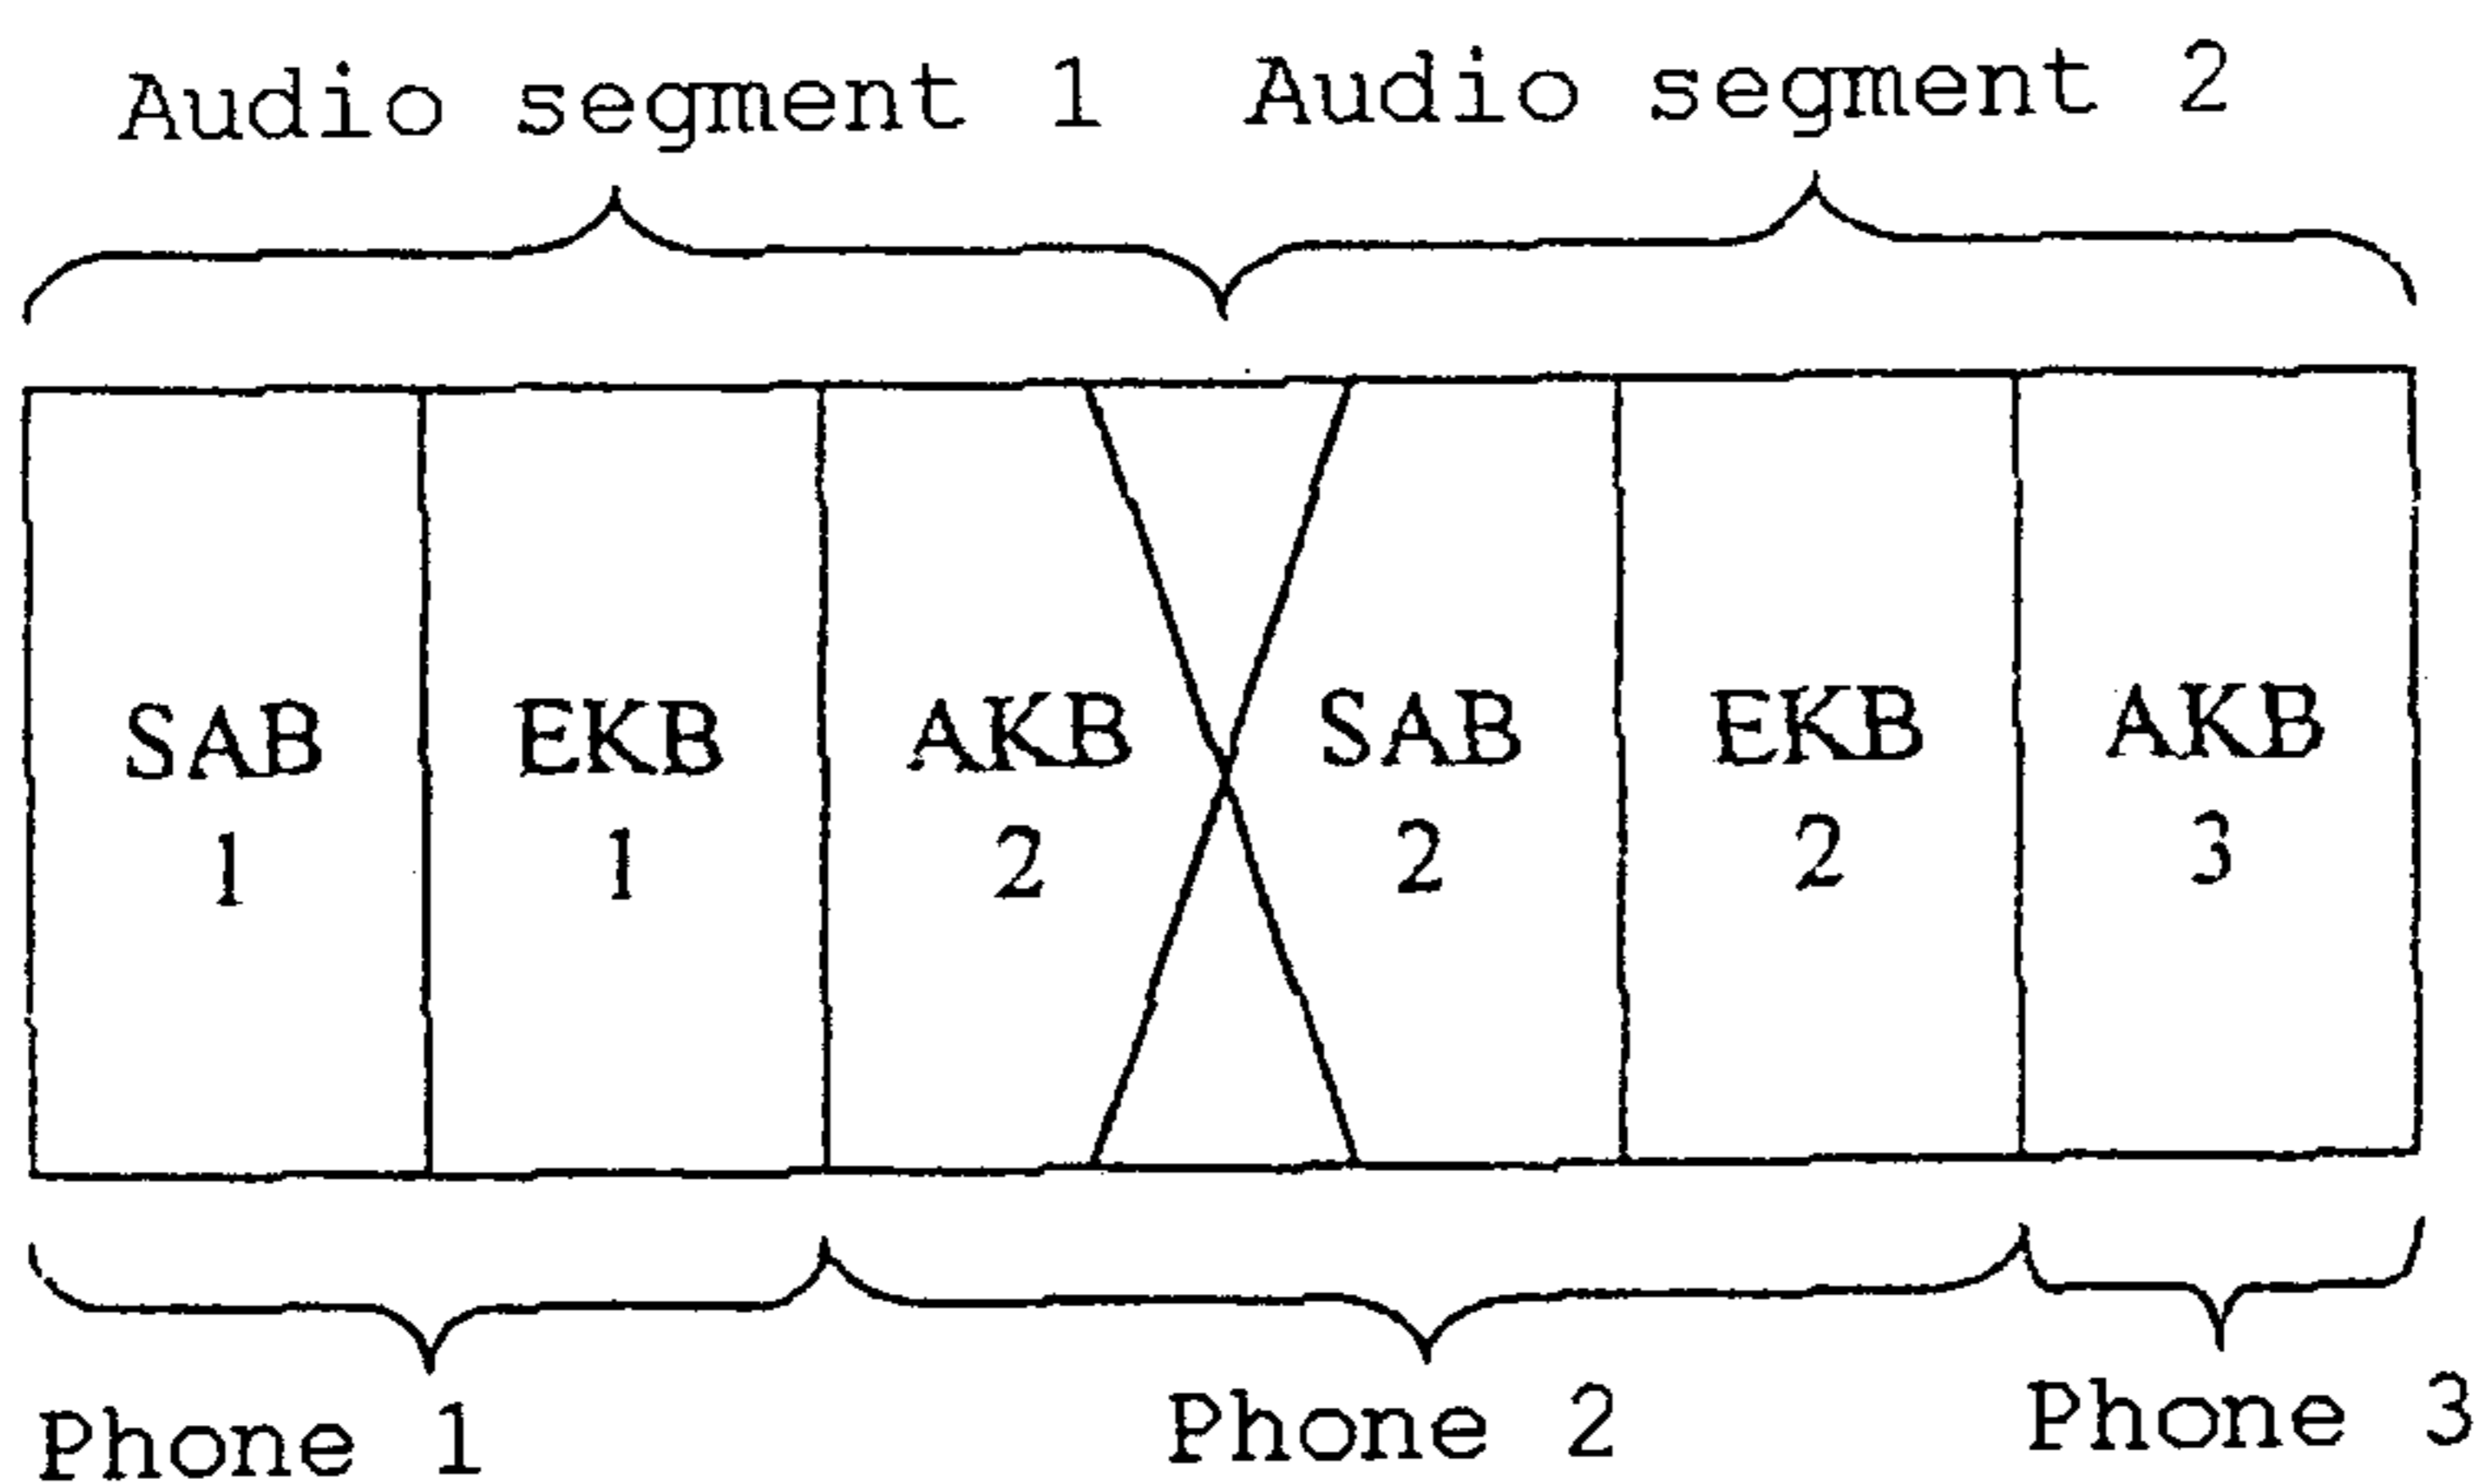 Audio segment 1 Audio segment 2
SAB EKB AKB SAB EKB AKB
1 1 2 2 2 3
Phone 1 Phone 2 Phone 3